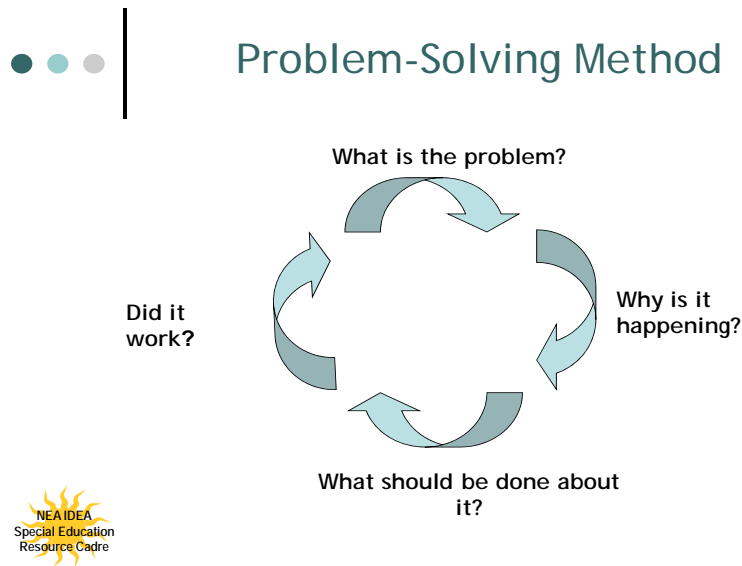 Problem-Solving Method
What is the problem?
Why is it
happening?
Did it
work?
What should be done about
it?
NEA IDEA
Special Education
Resource Cadre